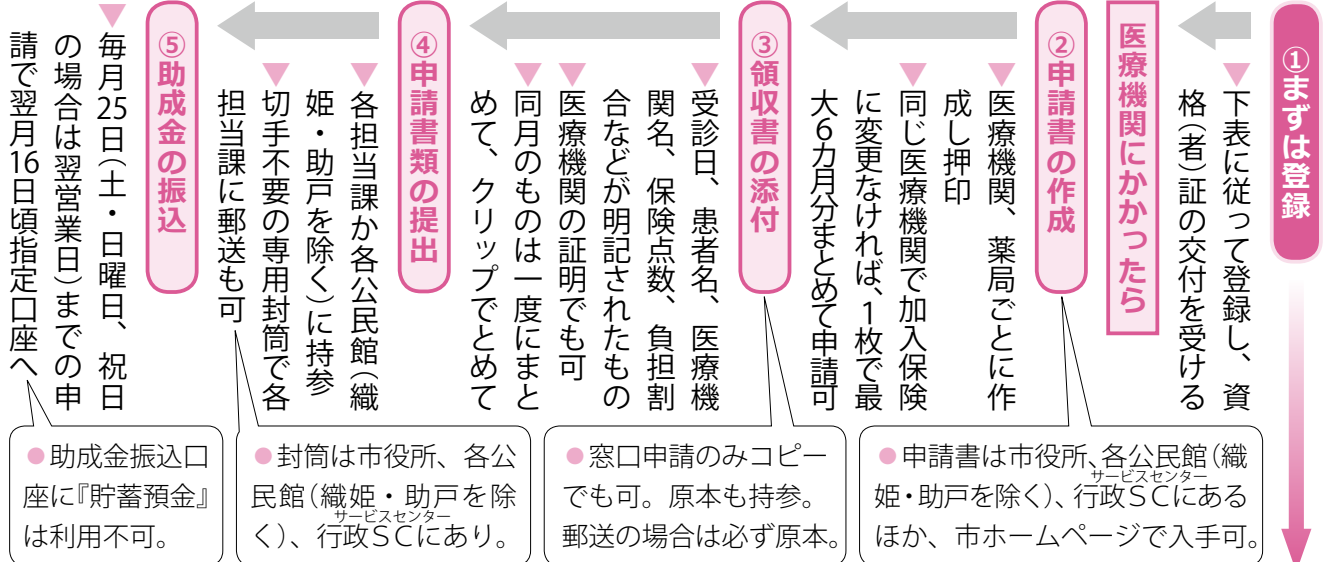 ①まずは登録
▼下表に従って登録し、資
格(者)証の交付を受ける
医療機関にかかったら
②申請書の作成
▼医療機関、薬局ごとに作
成し押印
▼同じ医療機関で加入保険
に変更なければ、1枚で最
大6カ月分まとめて申請可
●申請書は市役所、各公民館(織
姫・助戸を除く)、行政SCサービスセンターにある
ほか、市ホームページで入手可。
③領収書の添付
▼受診日、患者名、医療機
関名、保険点数、負担割
合などが明記されたもの
▼医療機関の証明でも可
▼同月のものは一度にまと
めて、クリップでとめて
●窓口申請のみコピー
でも可。原本も持参。
郵送の場合は必ず原本。
④申請書類の提出
▼各担当課か各公民館(織
姫・助戸を除く)に持参
▼切手不要の専用封筒で各
担当課に郵送も可
●封筒は市役所、各公
民館(織姫・助戸を除
く)、行政SCサービスセンターにあり。
⑤助成金の振込
▼毎月25日(土・日曜日、祝日
の場合は翌営業日)までの申
請で翌月16日頃指定口座へ
●助成金振込口
座に『貯蓄預金』
は利用不可。